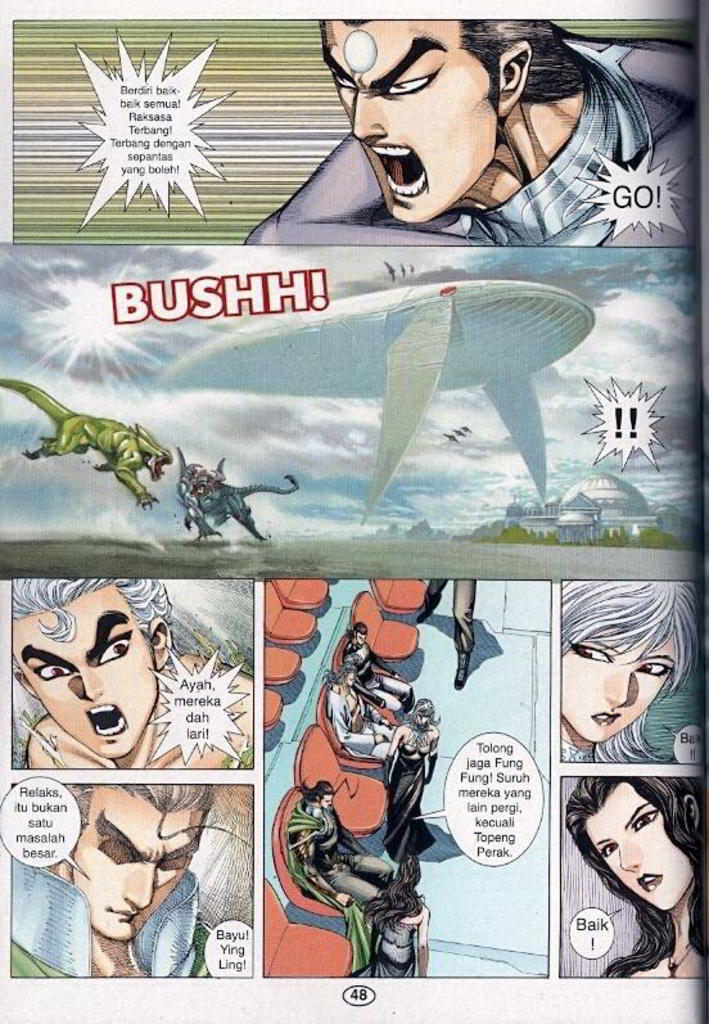 Berdiri baik-
baik semua!
Raksasa
Terbang!
Terbang dengan
sepantas
yang boleh!
GO!
BUSHH!
!!
Ayah,
mereka
dah
lari!
Relaks,
itu bukan
satu
masalah
besar.
Bayu!
Ying
Ling!
Tolong
jaga Fung
Fung! Suruh
mereka yang
lain pergi,
kecuali
Topeng
Perak.
!!
Baik
!
48